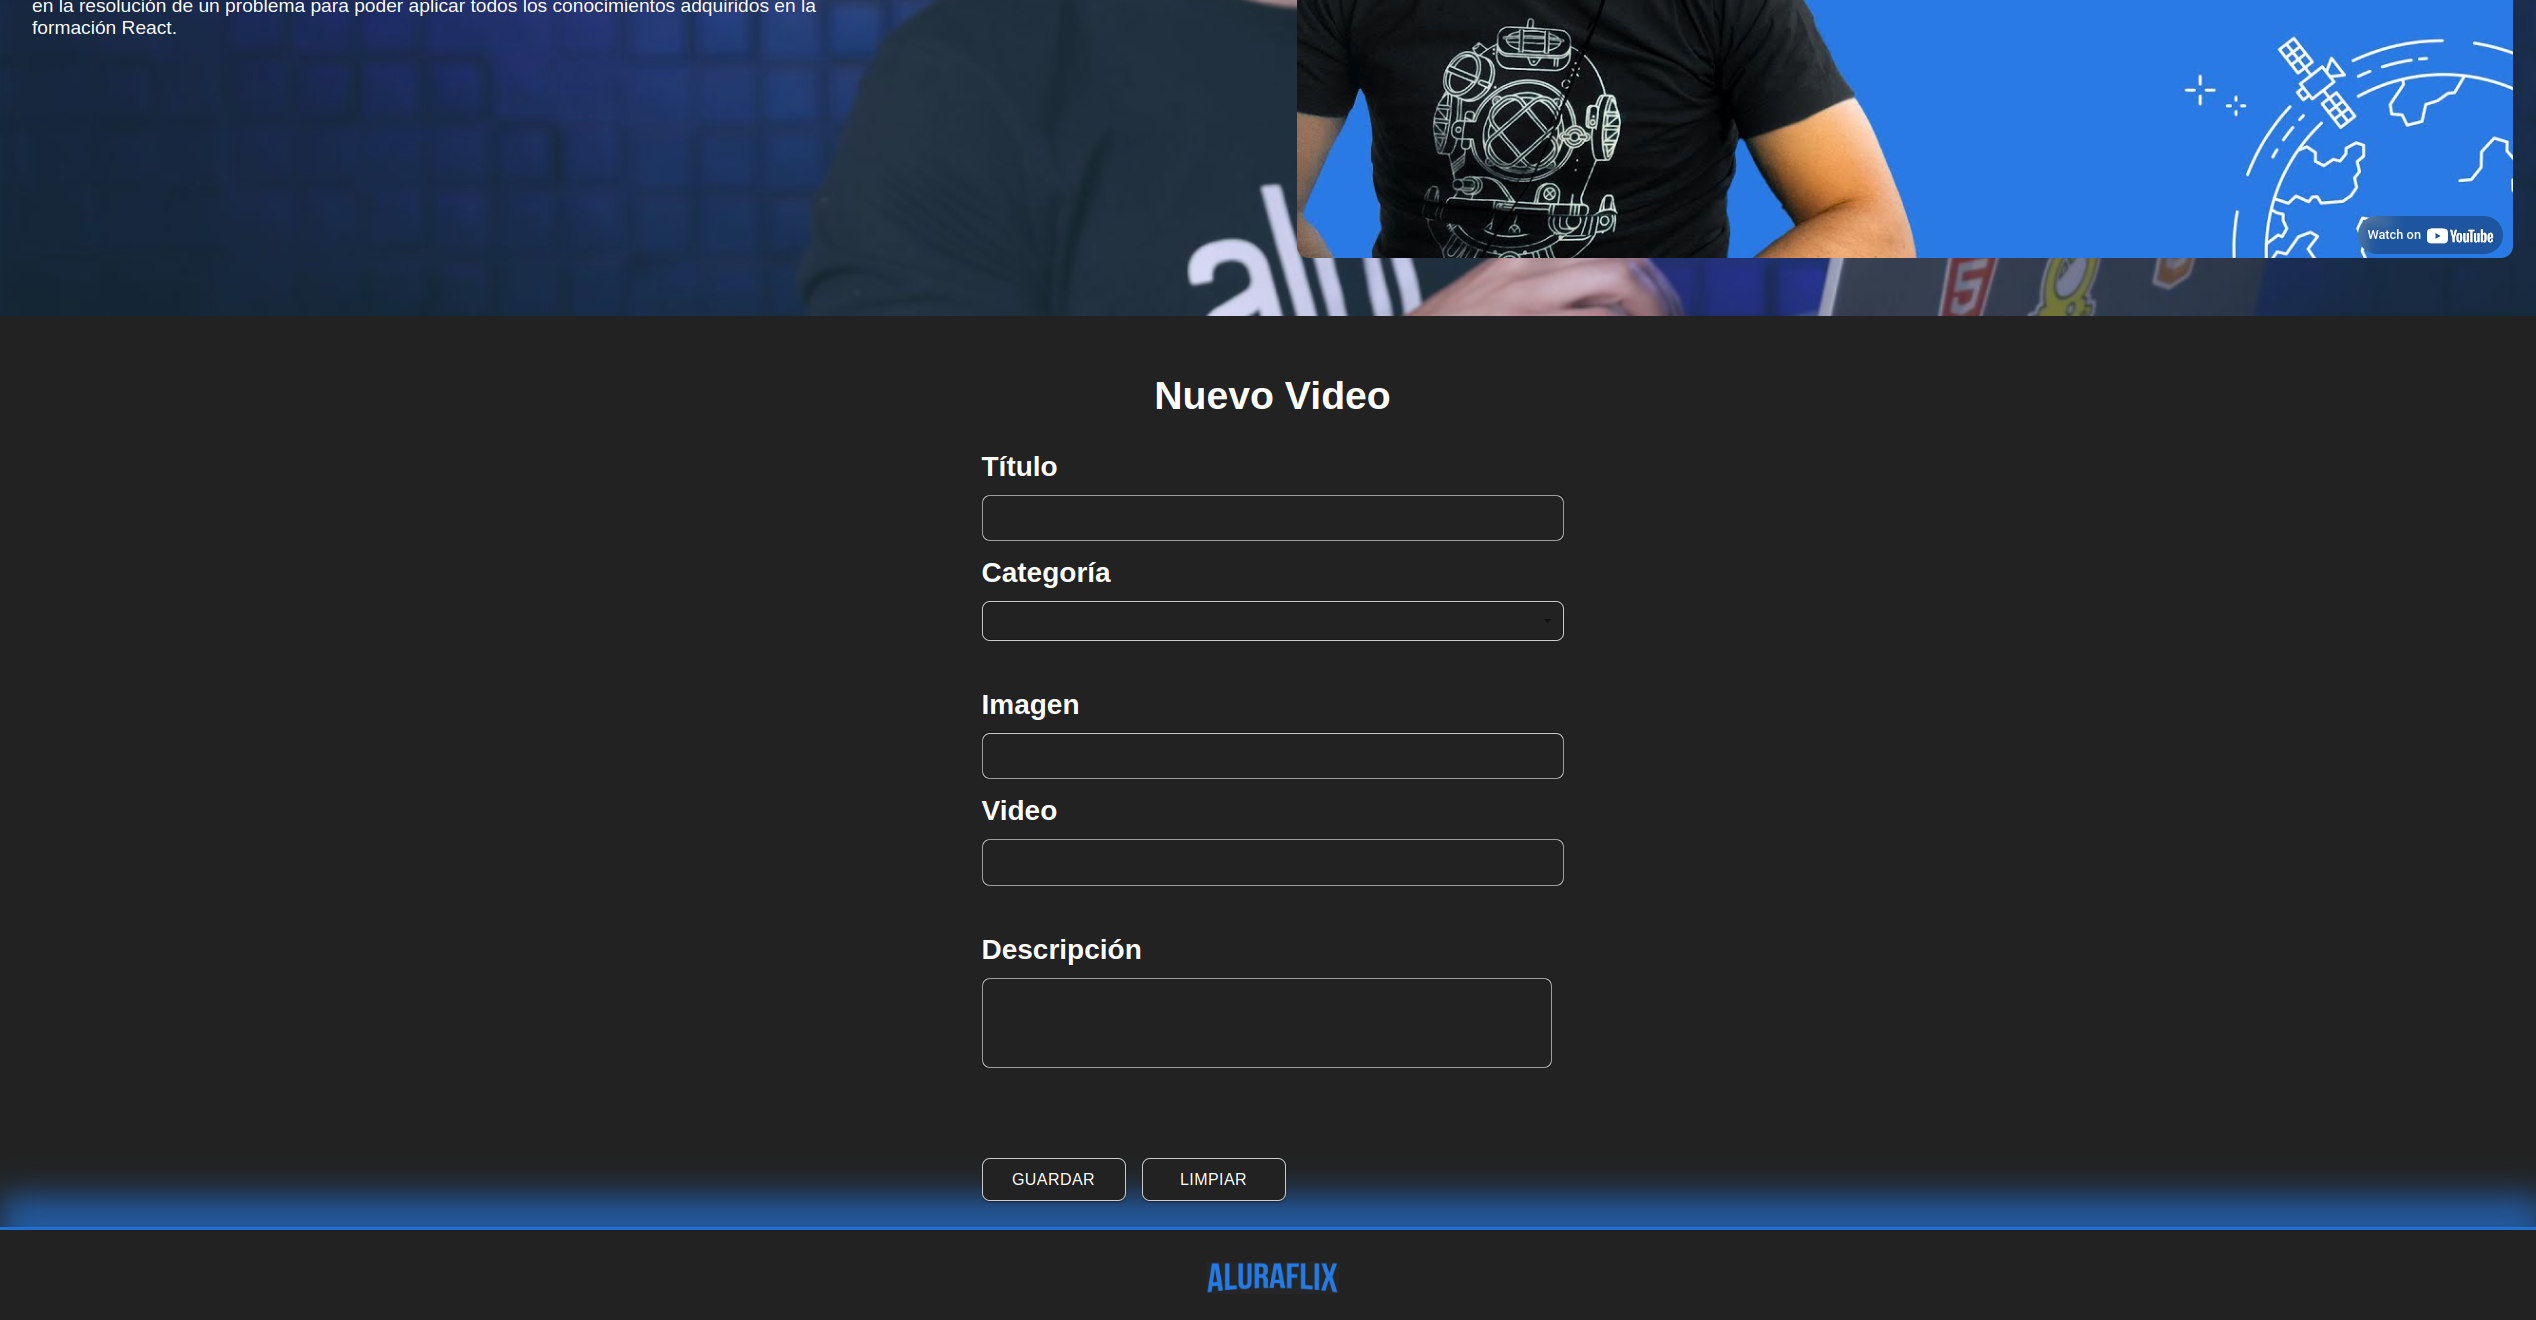 en la resolución de un problema para poder aplicar todos los conocimientos adquiridos en la
formación React.
Watch on YouTube
Nuevo Video
Título
Categoría
Imagen
Video
Descripción
GUARDAR
LIMPIAR
ALURAFLIX